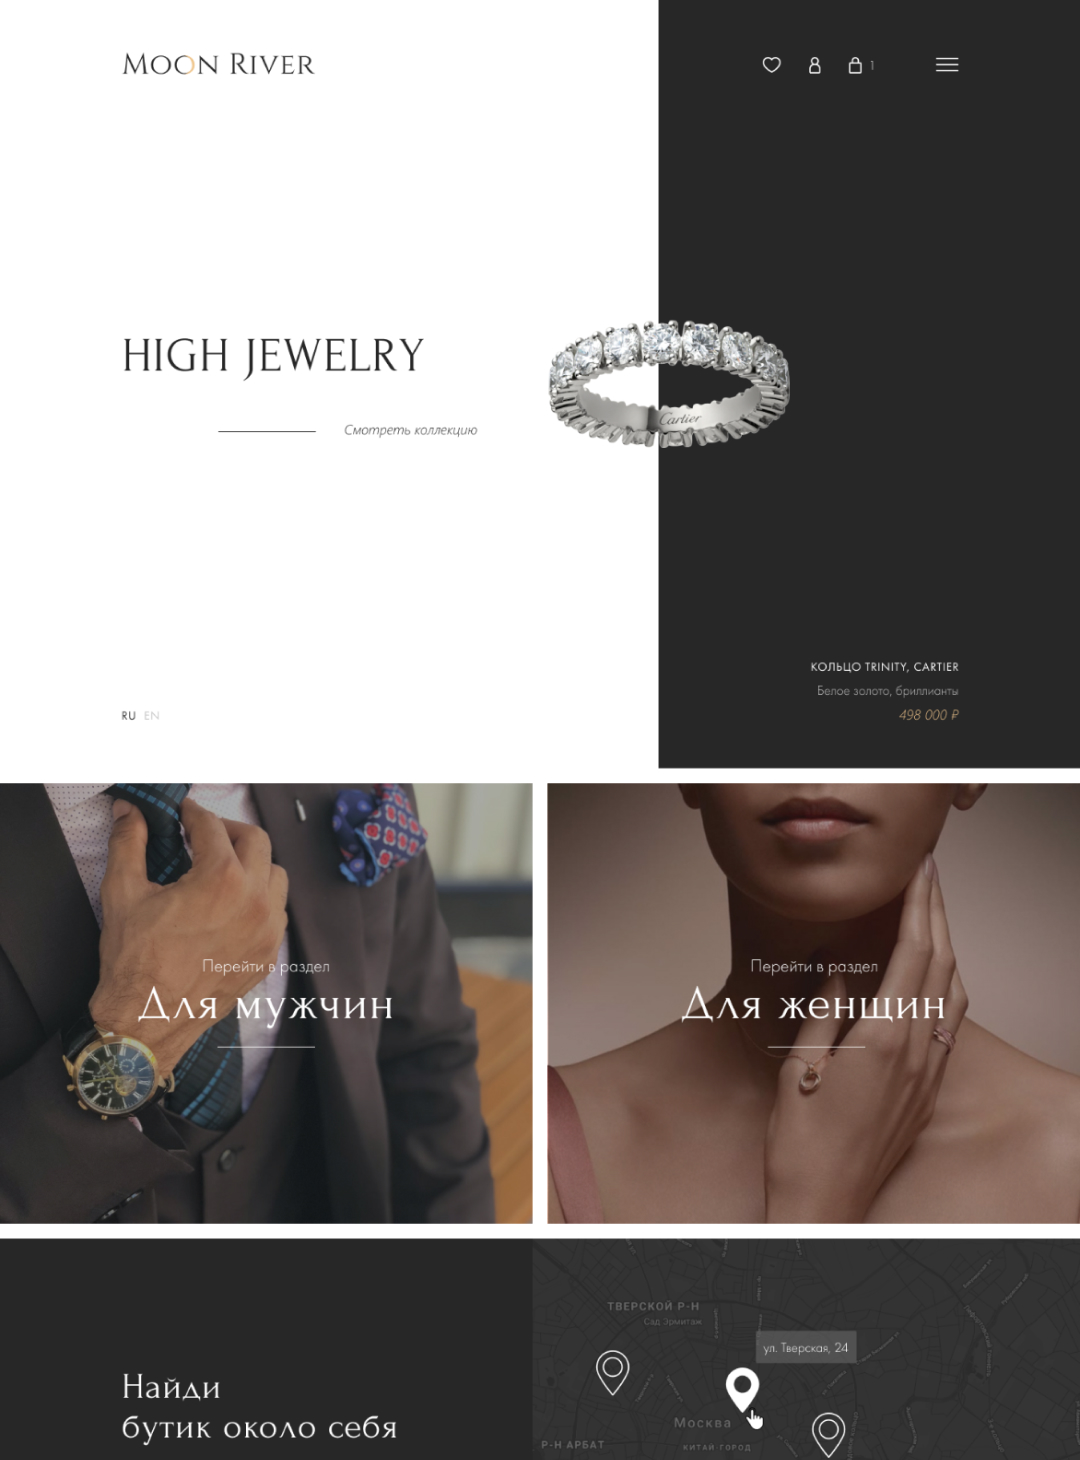 MOON RIVER
1
HIGH JEWELRY
Cartier
Смотреть коллекцию
КОЛЬЦО TRINITY, CARTIER
Белое золото, бриллианты
498 000 ₽
RU EN
Перейти в раздел
Для мужчин
Перейти в раздел
Для женщин
ТВЕРСКОЙ Р-Н
Сад Эрмитаж
ул. Тверская, 24
Найди
бутик около себя
Москва
Р-Н АРБАТ
КИТАЙ-ГОРОД